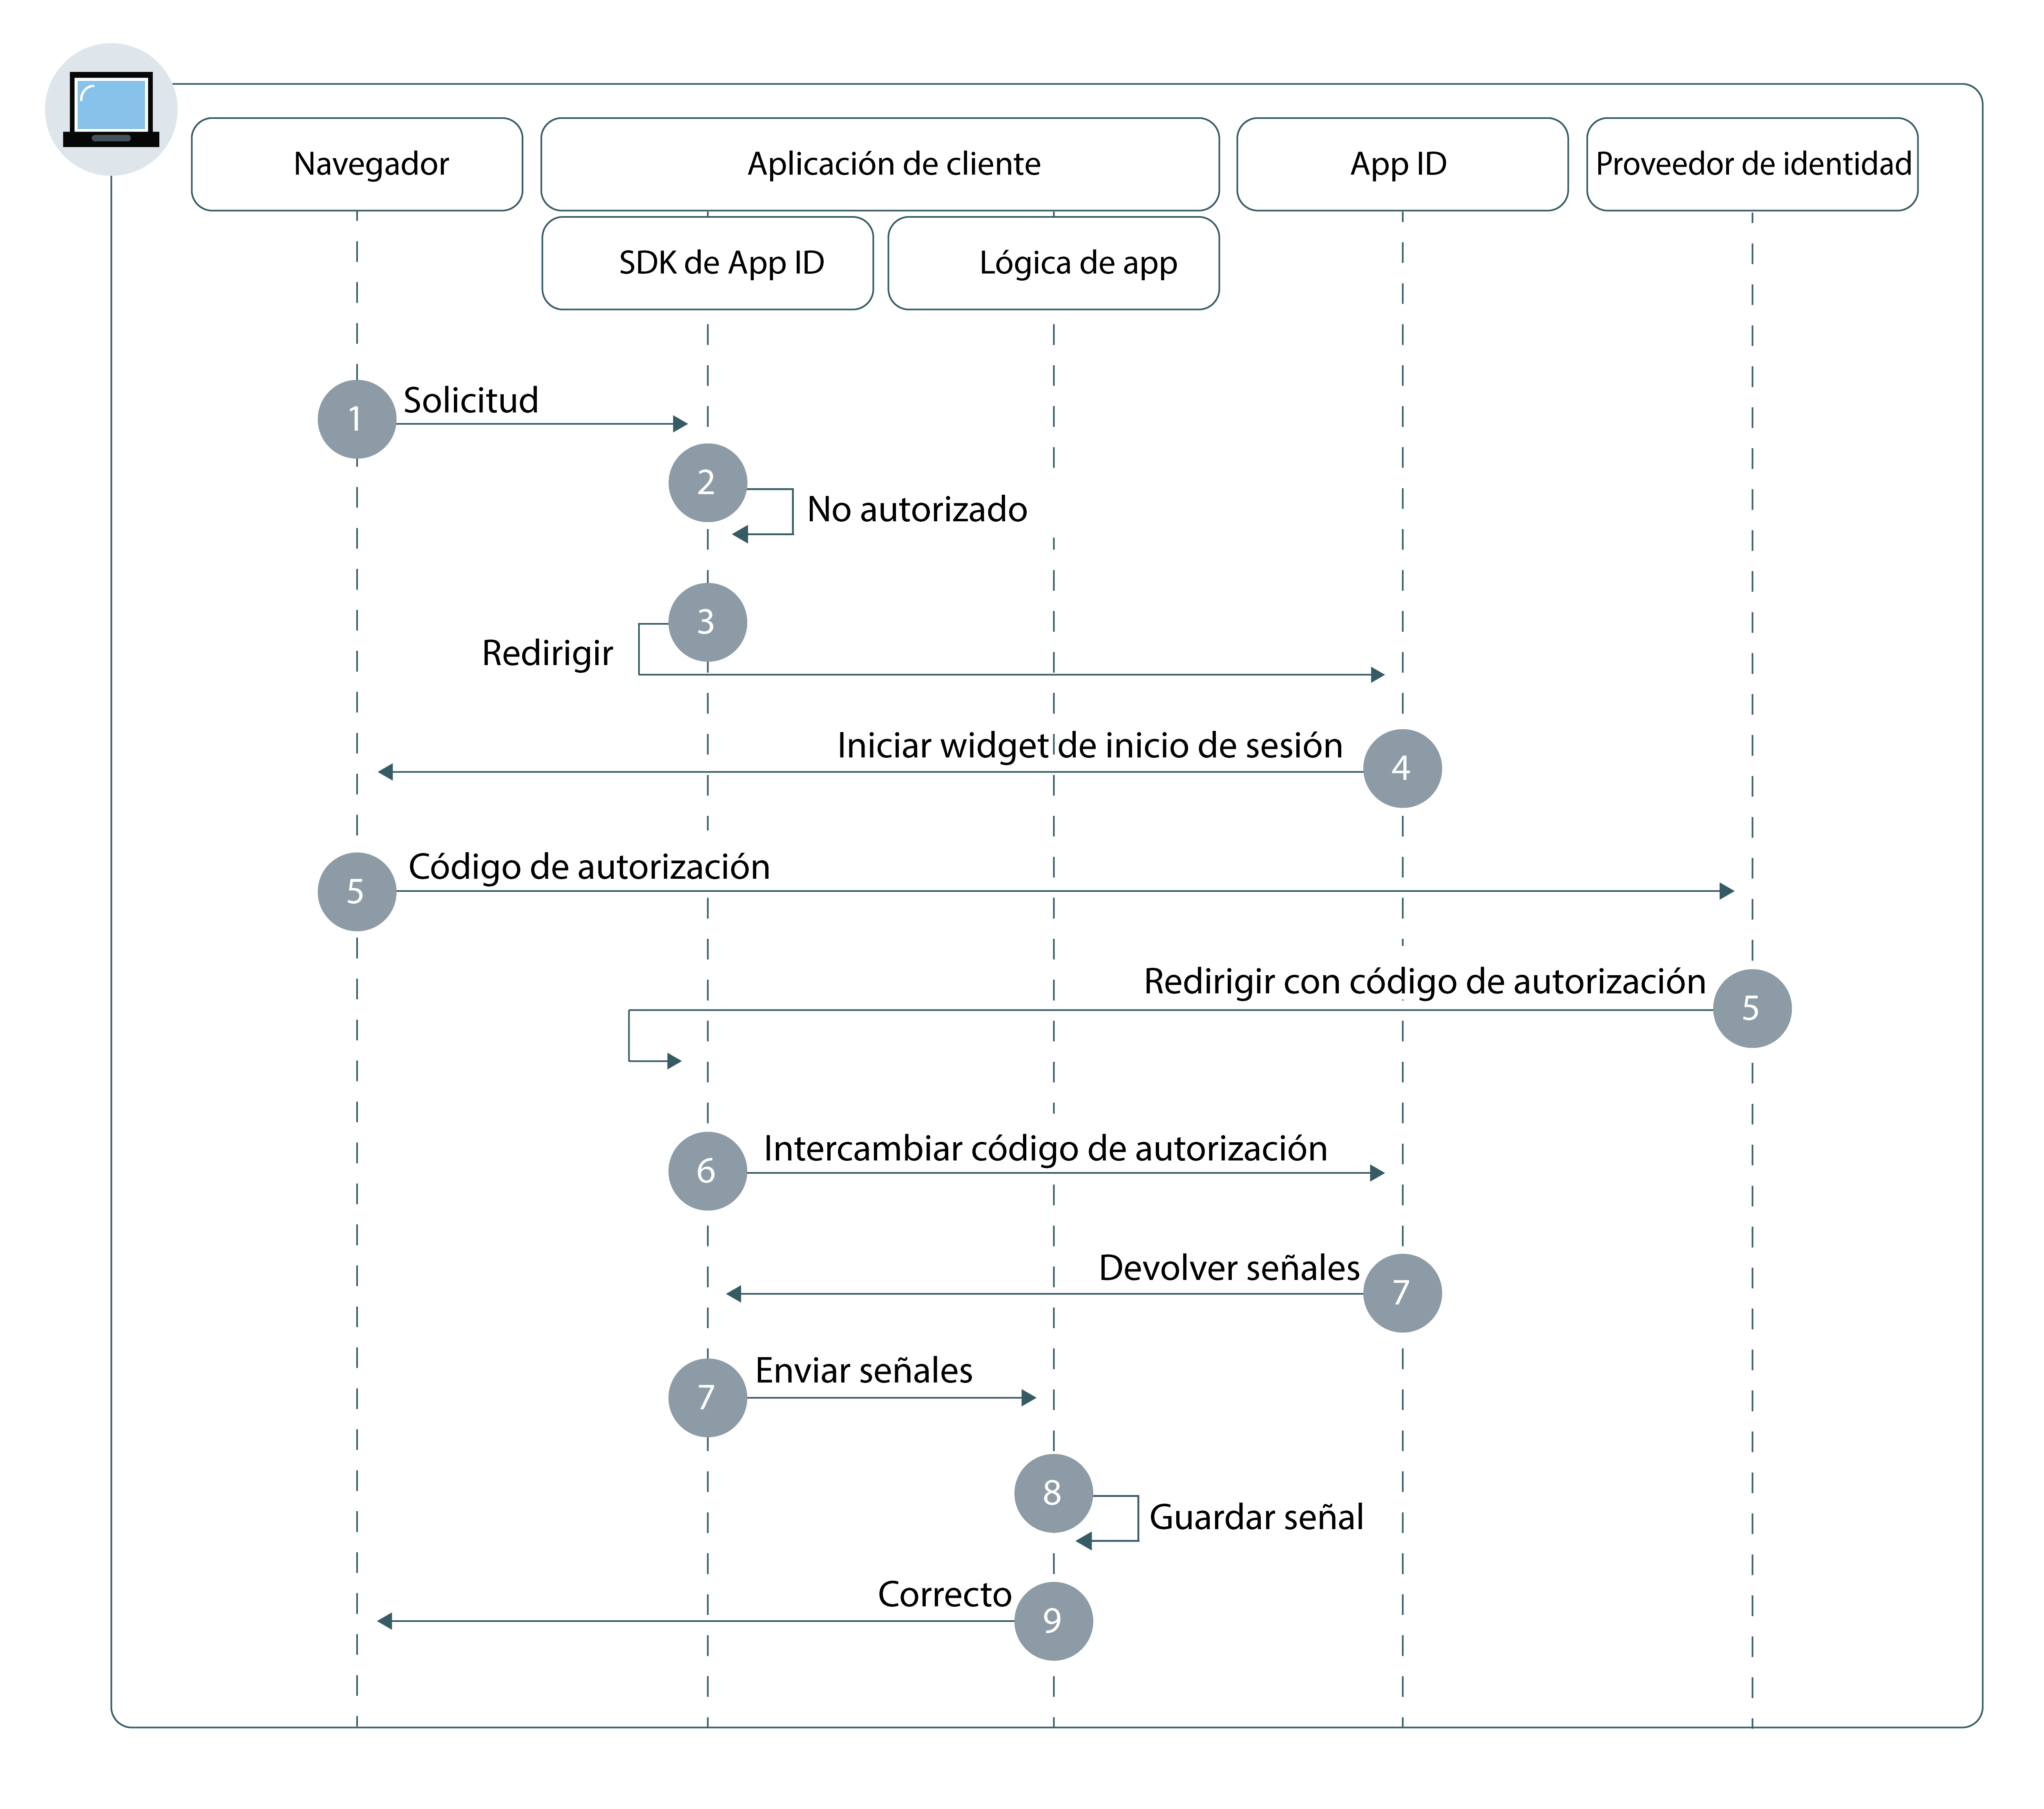 Navegador
Aplicación de cliente
App ID
Proveedor de identidad
SDK de App ID
Lógica de app
1
Solicitud
2
No autorizado
3
Redirigir
Iniciar widget de inicio de sesión
4
5
Código de autorización
Redirigir con código de autorización
5
6
Intercambiar código de autorización
Devolver señales
7
7
Enviar señales
8
Guardar señal
Correcto
9